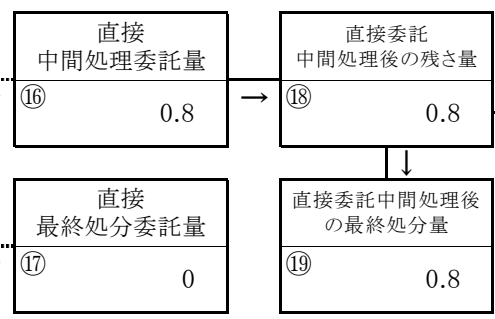 直接
中間処理委託量
⑯
0.8
→
直接委託
中間処理後の残さ量
⑱
0.8
↓
直接
最終処分委託量
⑰
0
直接委託中間処理後
の最終処分量
⑲
0.8